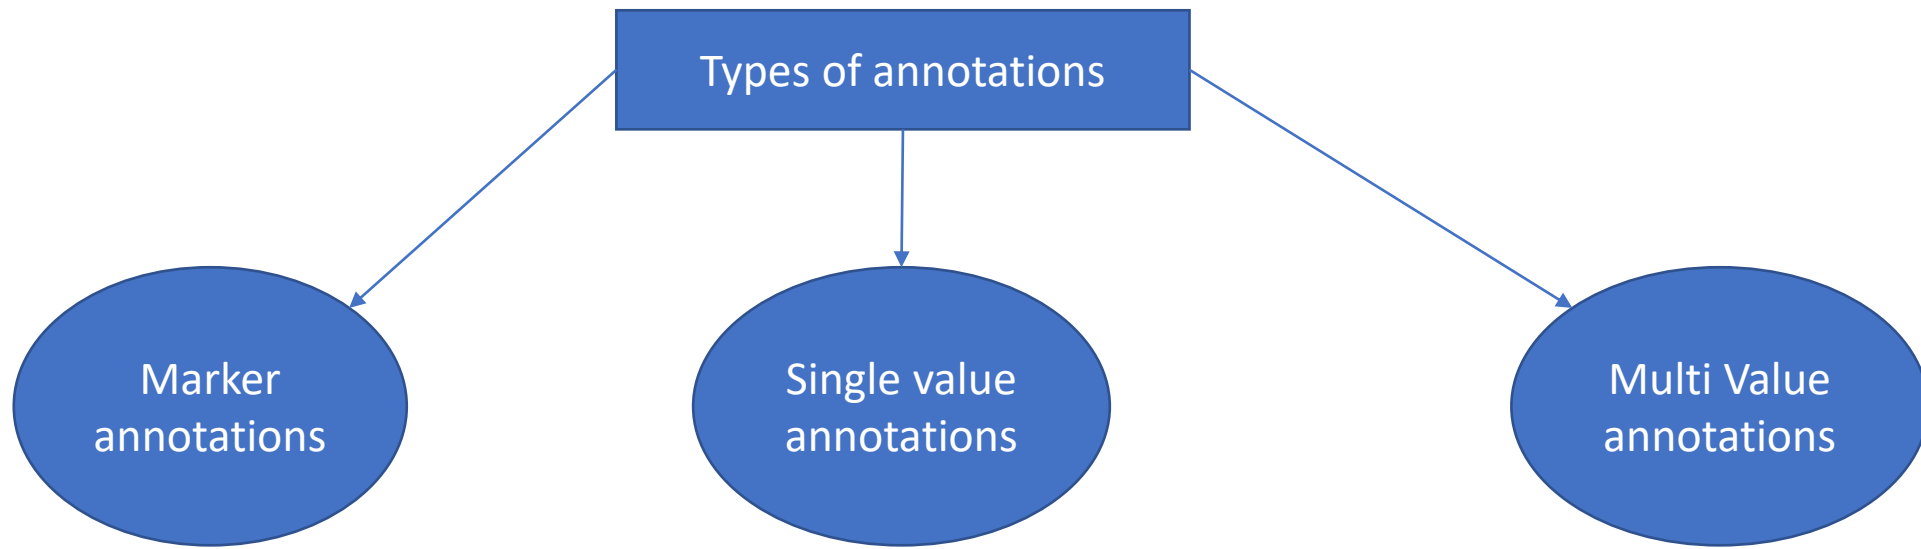 Types of annotations
Marker
annotations
Single value
annotations
Multi Value
annotations